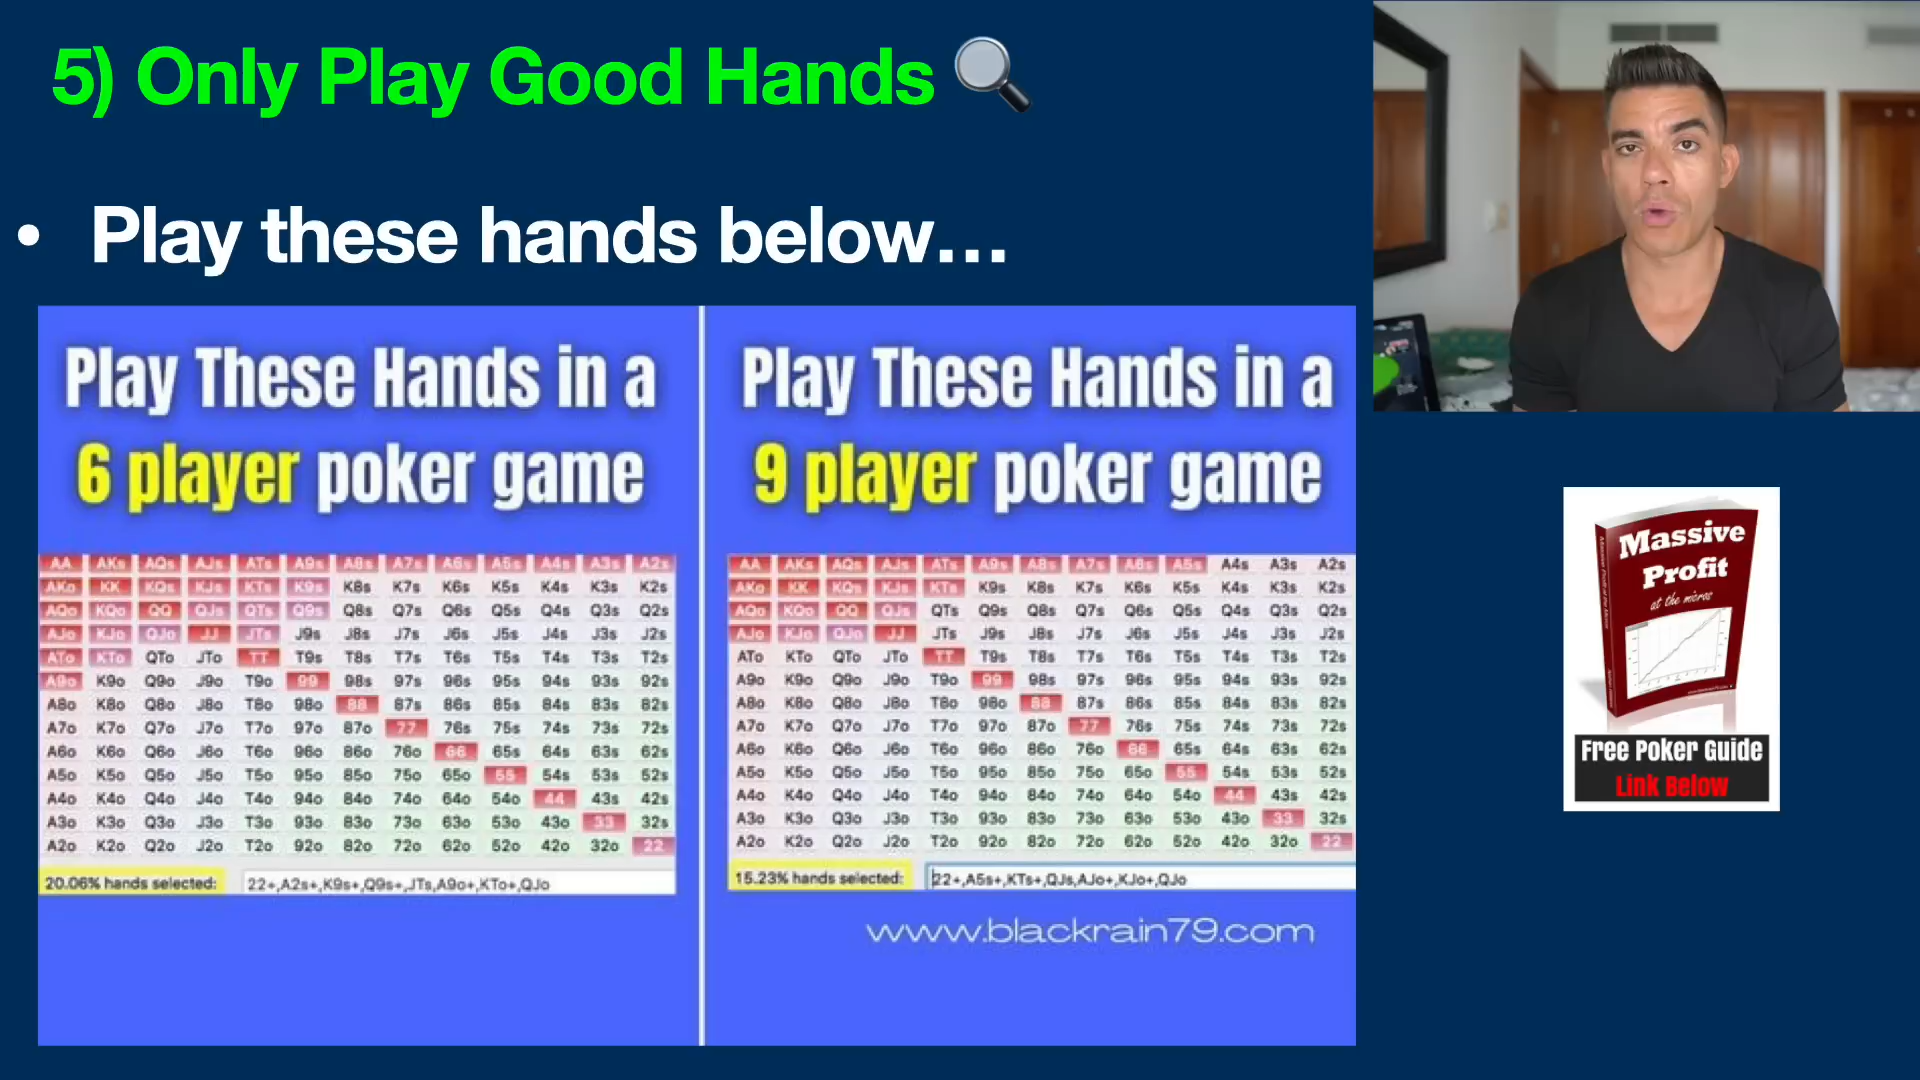 5) Only Play Good Hands
• Play these hands below...
Play These Hands in a
6 player poker game
AA AKs AQs AJs ATs A9s A8s A7s A6s A5s A4s A3s A2s
AKo KK KQs KJs KTs K9s K8s K7s K6s K5s K4s K3s K2s
AQo KQo QQ QJs QTs Q9s Q8s Q7s Q6s Q5s Q4s Q3s Q2s
AJo KJo QJo JJ JTs J9s J8s J7s J6s J5s J4s J3s J2s
ATo KTo QTo JTo TT T9s T8s T7s T6s T5s T4s T3s T2s
A9o K9o Q9o J9o T9o 99 98s 97s 96s 95s 94s 93s 92s
A8o K8o Q8o J8o T8o 98o 88 87s 86s 85s 84s 83s 82s
A7o K7o Q7o J7o T7o 97o 87o 77 76s 75s 74s 73s 72s
A6o K6o Q6o J6o T6o 96o 86o 76o 66 65s 64s 63s 62s
A5o K5o Q5o J5o T5o 95o 85o 75o 65o 55 54s 53s 52s
A4o K4o Q4o J4o T4o 94o 84o 74o 64o 54o 44 43s 42s
A3o K3o Q3o J3o T3o 93o 83o 73o 63o 53o 43o 33 32s
A2o K2o Q2o J2o T2o 92o 82o 72o 62o 52o 42o 32o 22
20.06% hands selected: 22+,A2s+,K9s+,Q9s+,JTs,A9o+,KTo+,QJo
Play These Hands in a
9 player poker game
AA AKs AQs AJs ATs A9s A8s A7s A6s A5s A4s A3s A2s
AKo KK KQs KJs KTs K9s K8s K7s K6s K5s K4s K3s K2s
AQo KQo QQ QJs QTs Q9s Q8s Q7s Q6s Q5s Q4s Q3s Q2s
AJo KJo QJo JJ JTs J9s J8s J7s J6s J5s J4s J3s J2s
ATo KTo QTo JTo TT T9s T8s T7s T6s T5s T4s T3s T2s
A9o K9o Q9o J9o T9o 99 98s 97s 96s 95s 94s 93s 92s
A8o K8o Q8o J8o T8o 98o 88 87s 86s 85s 84s 83s 82s
A7o K7o Q7o J7o T7o 97o 87o 77 76s 75s 74s 73s 72s
A6o K6o Q6o J6o T6o 96o 86o 76o 66 65s 64s 63s 62s
A5o K5o Q5o J5o T5o 95o 85o 75o 65o 55 54s 53s 52s
A4o K4o Q4o J4o T4o 94o 84o 74o 64o 54o 44 43s 42s
A3o K3o Q3o J3o T3o 93o 83o 73o 63o 53o 43o 33 32s
A2o K2o Q2o J2o T2o 92o 82o 72o 62o 52o 42o 32o 22
15.23% hands selected: 22+,A5s+,KTs+,QJs,AJo+,KJo+,QJo
www.blackrain79.com
Massive
Profit
at the micros
Free Poker Guide
Link Below